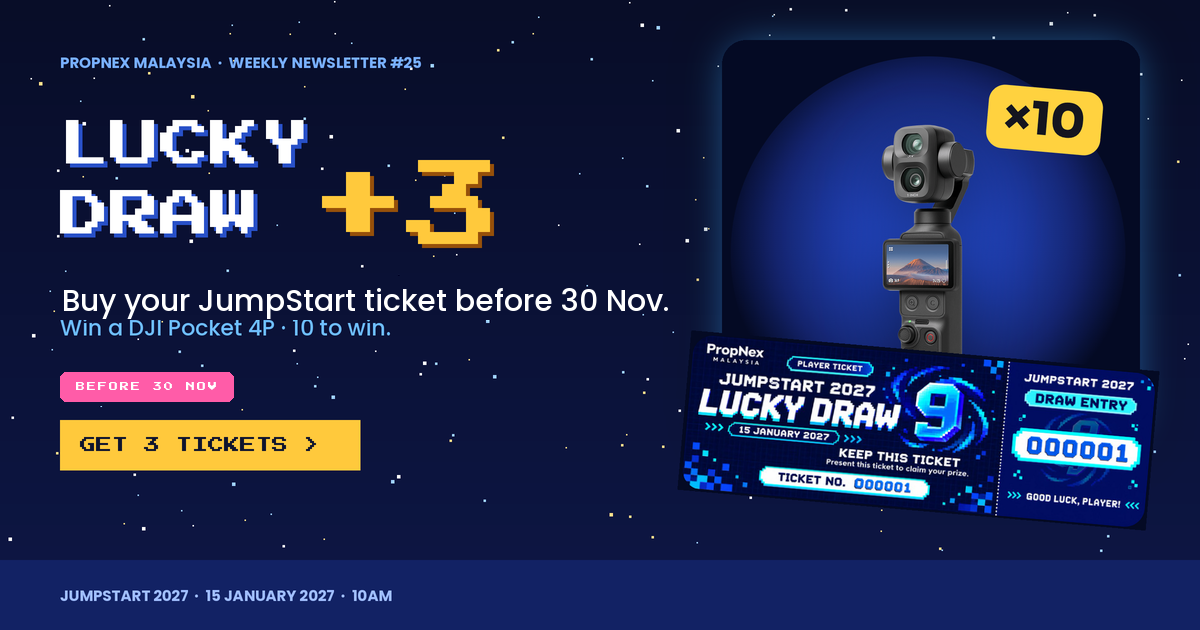 PROPNEX MALAYSIA · WEEKLY NEWSLETTER #25
LUCKY
DRAW
+3
Buy your JumpStart ticket before 30 Nov.
Win a DJI Pocket 4P · 10 to win.
BEFORE 30 NOV
GET 3 TICKETS >
×10
PropNex
MALAYSIA
PLAYER TICKET
JUMPSTART 2027
LUCKY DRAW
9
>>> 15 JANUARY 2027 >>>
KEEP THIS TICKET
Present this ticket to claim your prize.
TICKET NO. 000001
JUMPSTART 2027
DRAW ENTRY
000001
>>> GOOD LUCK, PLAYER! <<<
JUMPSTART 2027 · 15 JANUARY 2027 · 10AM